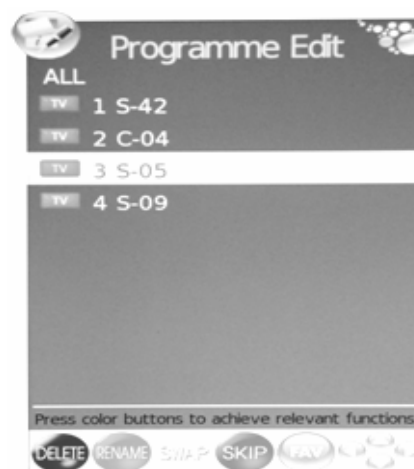 Programme Edit
ALL
TV 1 S-42
TV 2 C-04
TV 3 S-05
TV 4 S-09
Press color buttons to achieve relevant functions
DELETE RENAME SWAP SKIP FAV